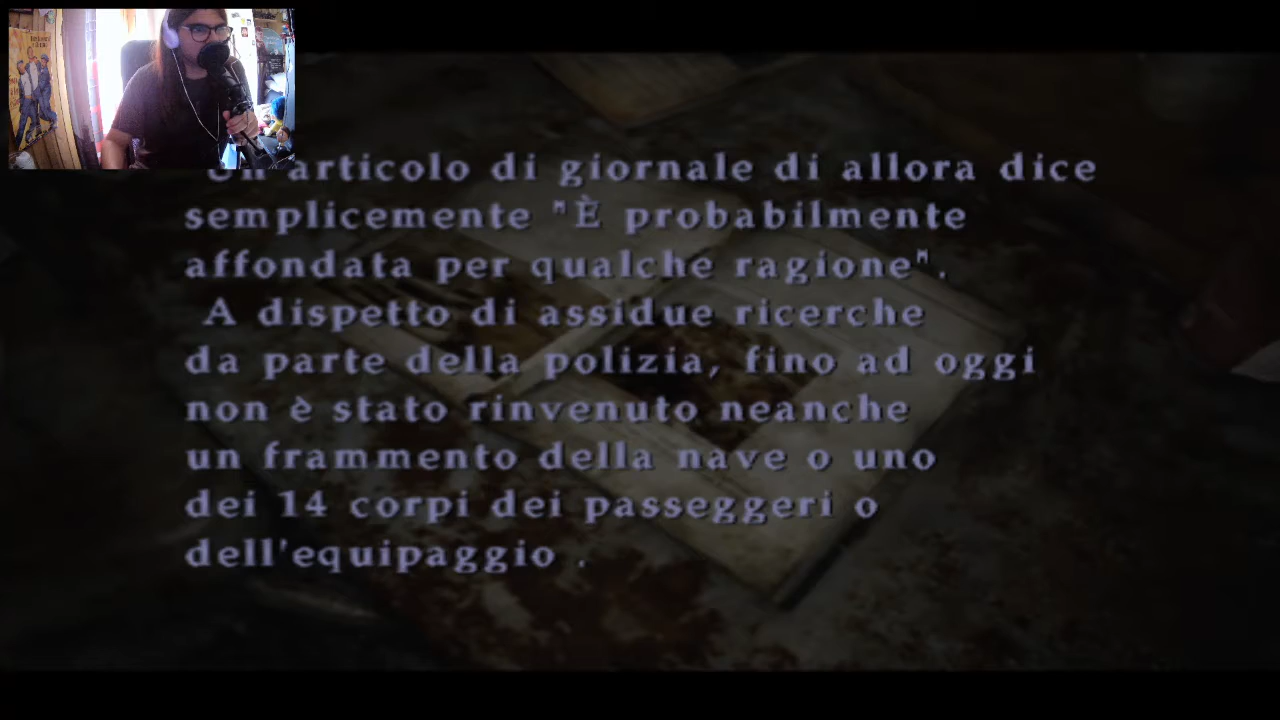 Un articolo di giornale di allora dice
semplicemente "È probabilmente
affondata per qualche ragione".
A dispetto di assidue ricerche
da parte della polizia, fino ad oggi
non è stato rinvenuto neanche
un frammento della nave o uno
dei 14 corpi dei passeggeri o
dell'equipaggio .